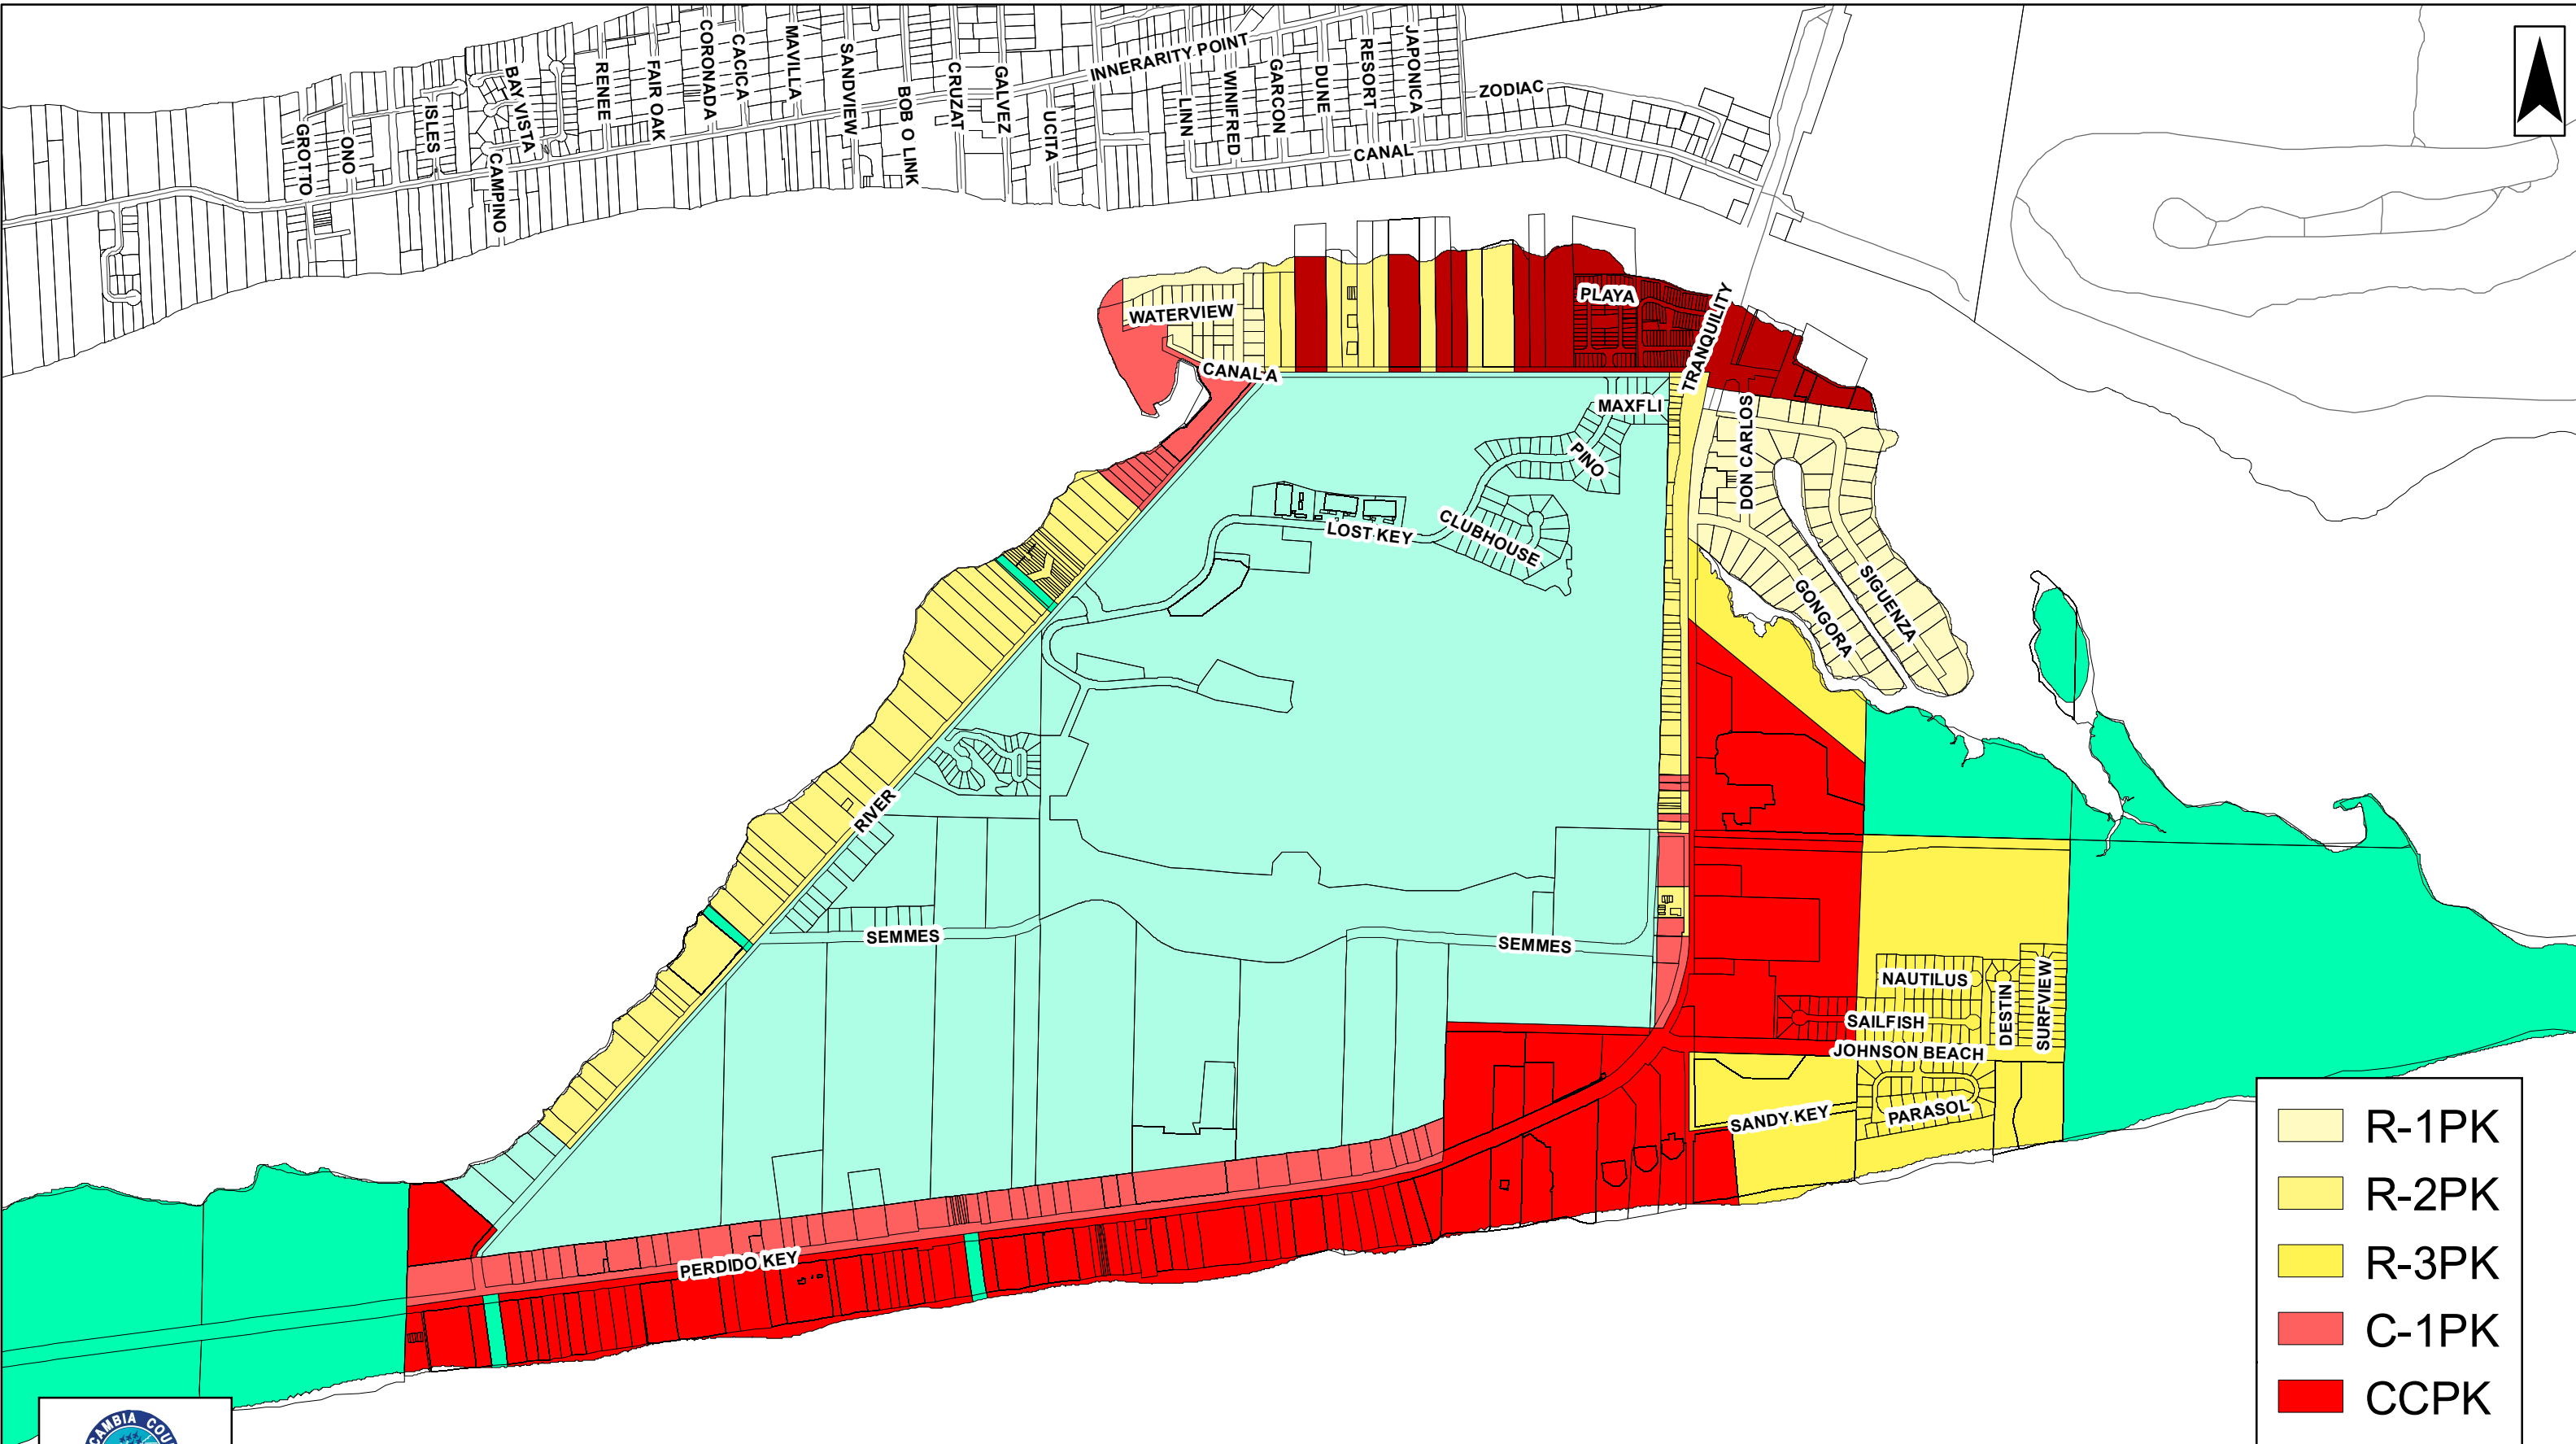 CORONADA
CACICA
MAVILLA
SANDVIEW
BOB O LINK
CRUZAT
GALVEZ
UCITA
INNERARITY POINT
LINN
WINIFRED
GARCON
DUNE
RESORT
JAPONICA
ZODIAC
CANAL
BAY VISTA
RENEE
FAIR OAK
GROTTO
ONO
ISLES
CAMPINO
WATERVIEW
CANAL A
PLAYA
TRANQUILITY
MAXFLI
PINO
DON CARLOS
LOST KEY
CLUBHOUSE
GONGORA
SIGUENZA
RIVER
SEMMES
SEMMES
NAUTILUS
DESTIN
SURFVIEW
SAILFISH
JOHNSON BEACH
SANDY KEY
PARASOL
PERDIDO KEY
R-1PK
R-2PK
R-3PK
C-1PK
CCPK